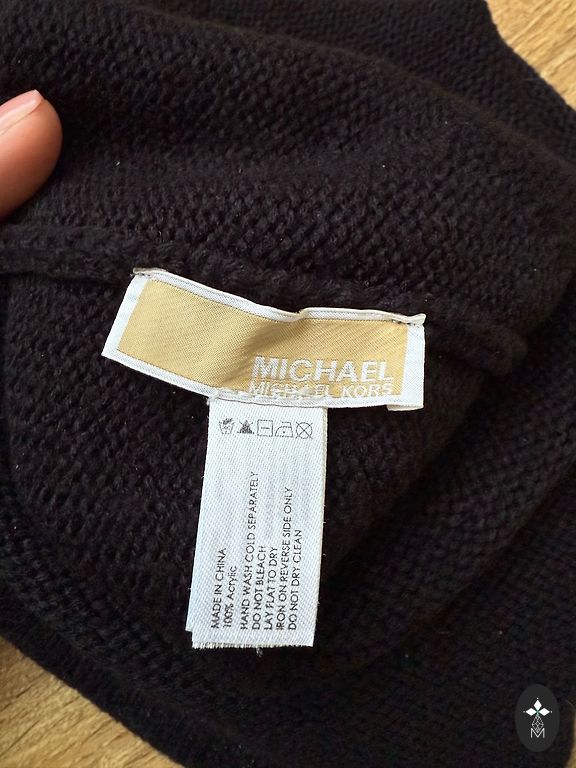 MICHAEL
MICHAEL KORS
MADE IN CHINA
100% Acrylic
HAND WASH COLD SEPARATELY
DO NOT BLEACH
LAY FLAT TO DRY
IRON ON REVERSE SIDE ONLY
DO NOT DRY CLEAN
M